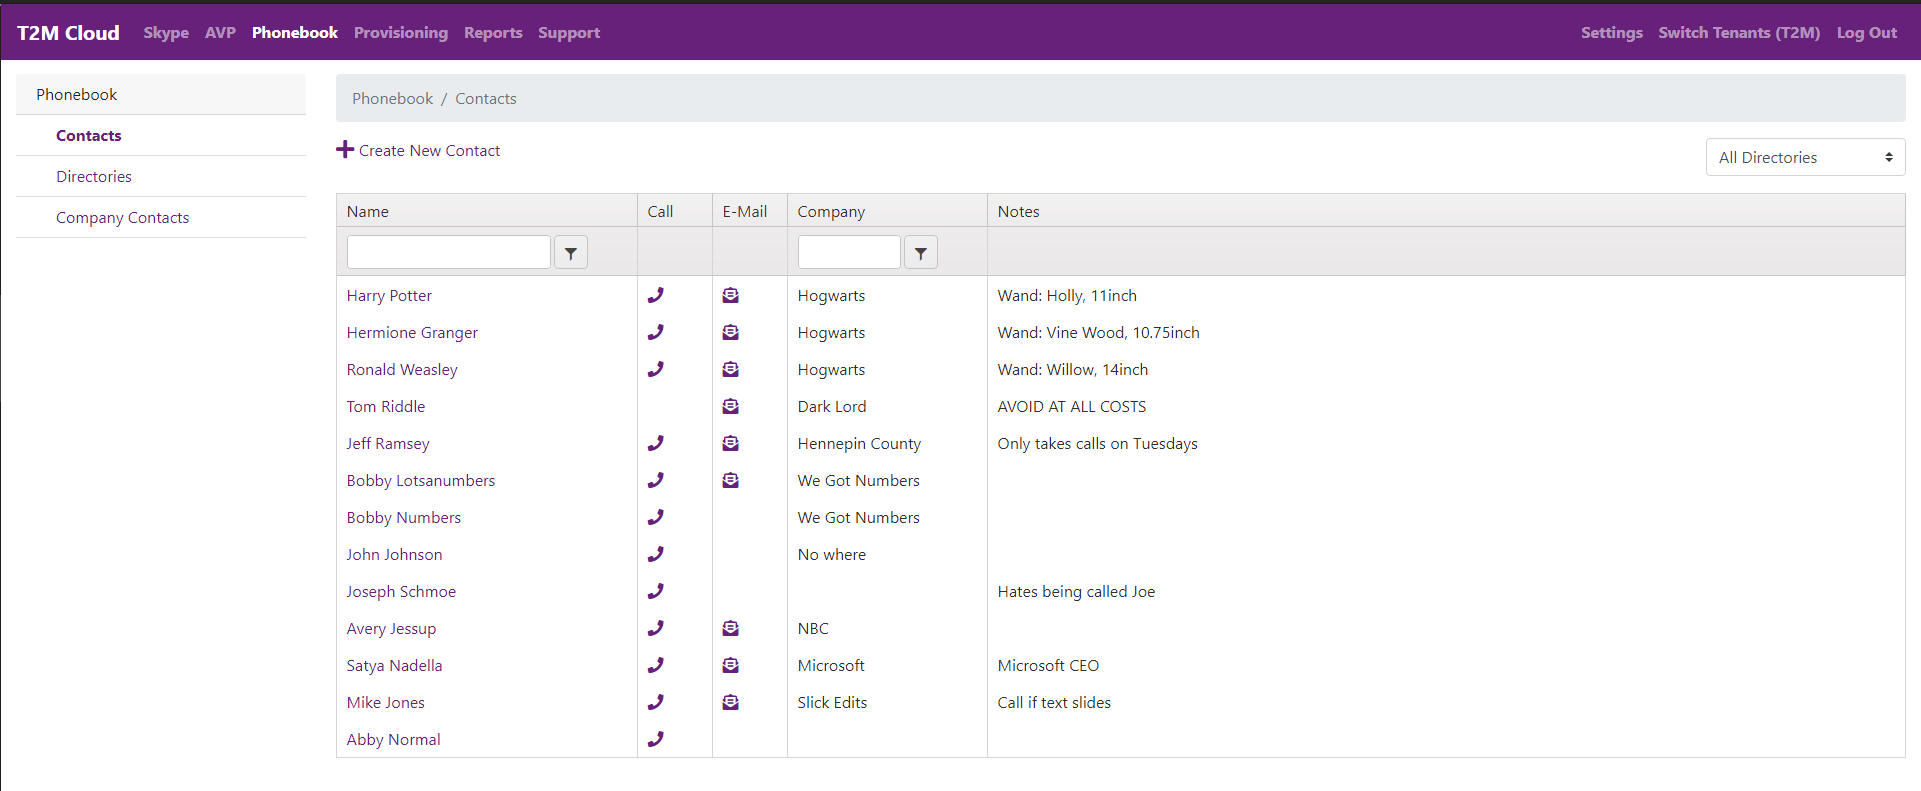 T2M Cloud Skype AVP Phonebook Provisioning Reports Support Settings Switch Tenants (T2M) Log Out
Phonebook
Contacts
Directories
Company Contacts
Phonebook / Contacts
Create New Contact
All Directories
Name Call E-Mail Company Notes
Harry Potter Hogwarts Wand: Holly, 11inch
Hermione Granger Hogwarts Wand: Vine Wood, 10.75inch
Ronald Weasley Hogwarts Wand: Willow, 14inch
Tom Riddle Dark Lord AVOID AT ALL COSTS
Jeff Ramsey Hennepin County Only takes calls on Tuesdays
Bobby Lotsanumbers We Got Numbers
Bobby Numbers We Got Numbers
John Johnson No where
Joseph Schmoe Hates being called Joe
Avery Jessup NBC
Satya Nadella Microsoft Microsoft CEO
Mike Jones Slick Edits Call if text slides
Abby Normal